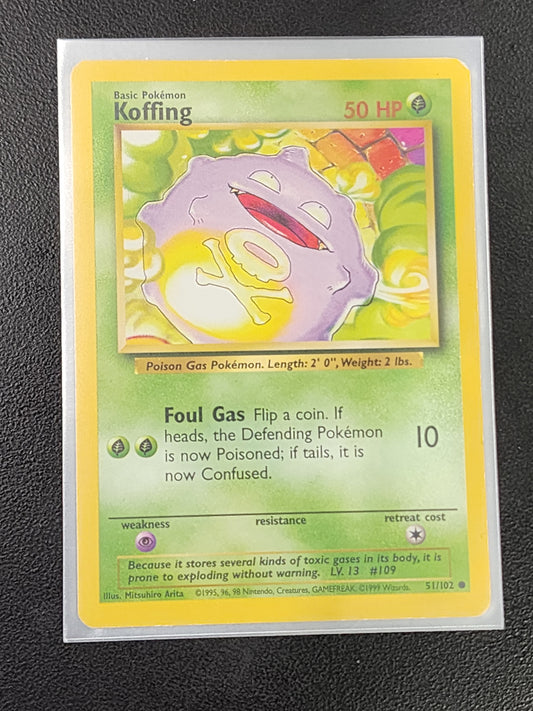 Basic Pokémon
Koffing
50 HP
Poison Gas Pokémon. Length: 2' 0", Weight: 2 lbs.
Foul Gas Flip a coin. If
heads, the Defending Pokémon
is now Poisoned; if tails, it is
now Confused.
10
weakness
resistance
retreat cost
Because it stores several kinds of toxic gases in its body, it is
prone to exploding without warning. LV. 13 #109
Illus. Mitsuhiro Arita
©1995, 96, 98 Nintendo, Creatures, GAMEFREAK. ©1999 Wizards.
51/102